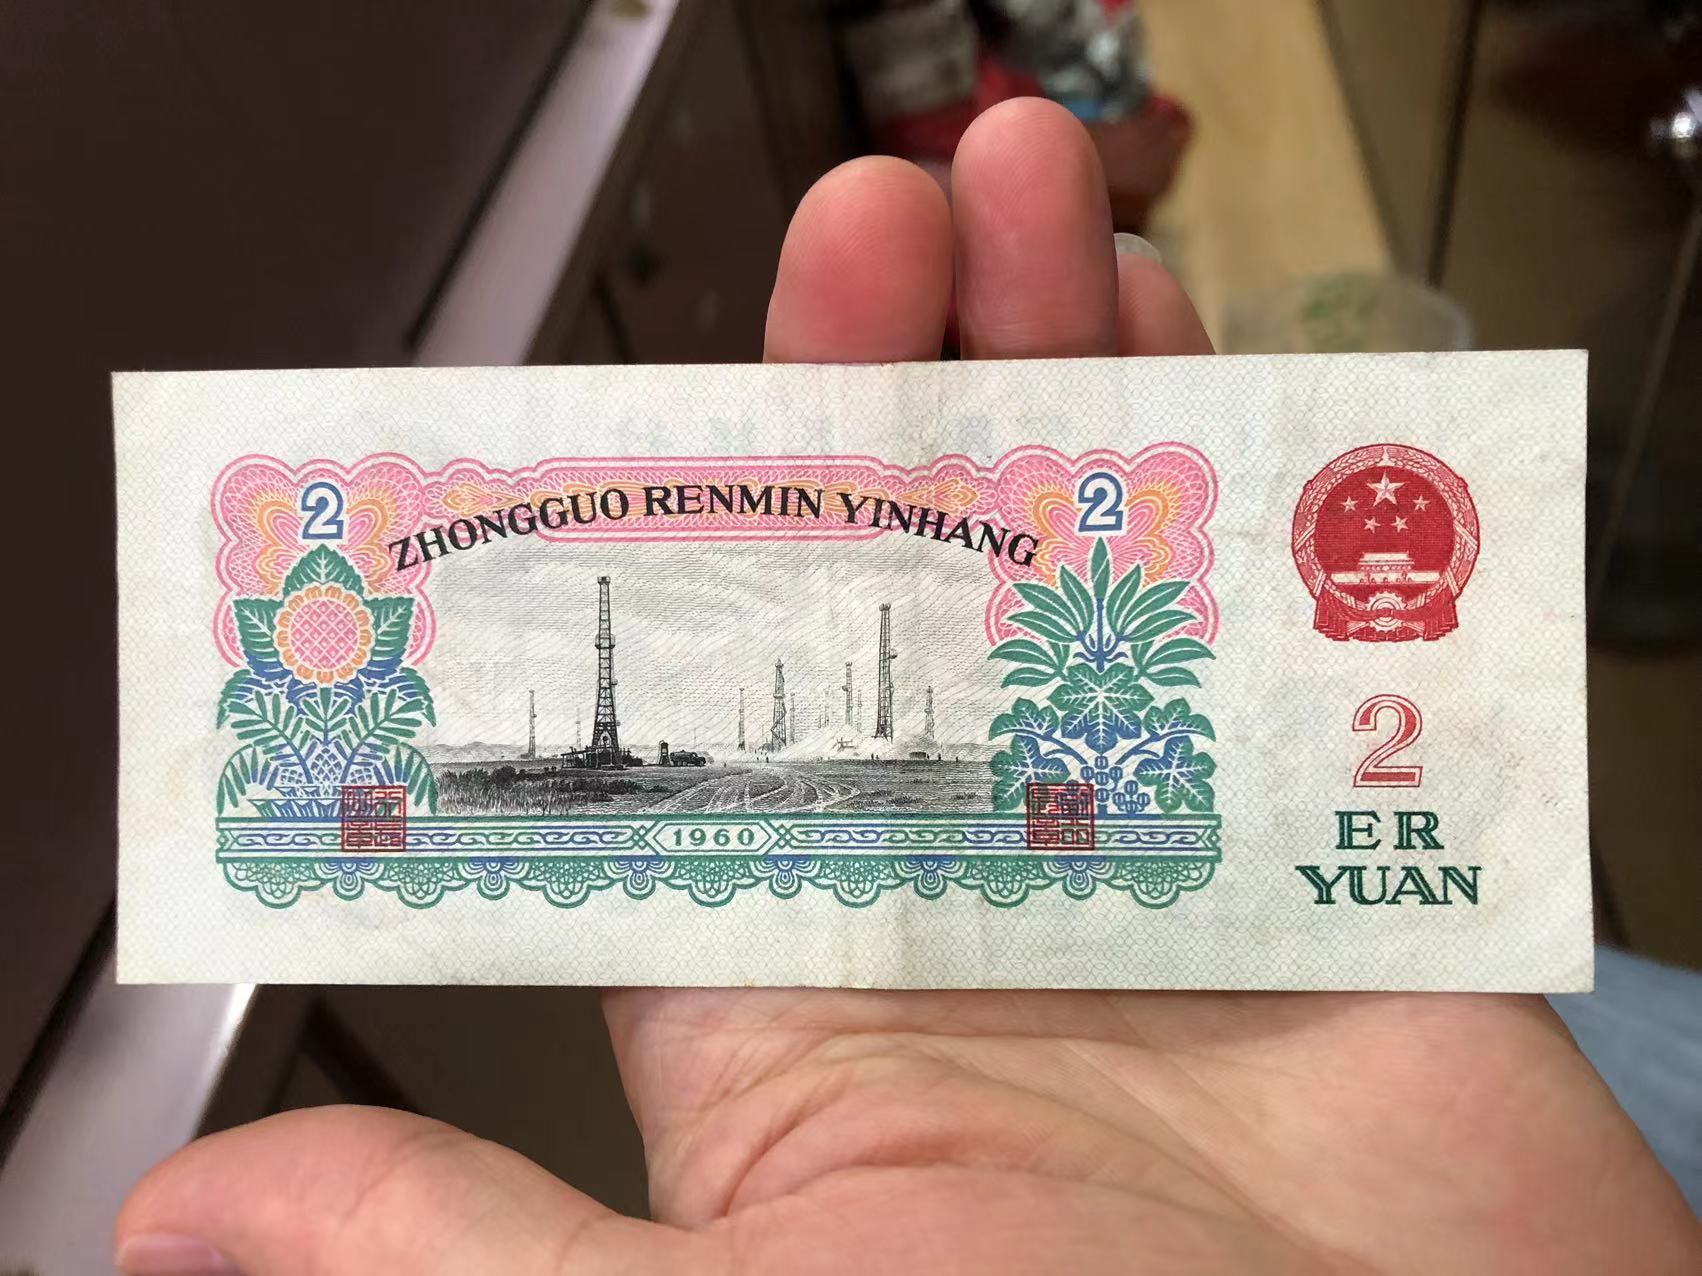 2
2
ZHONGGUO RENMIN YINHANG
1960
2
ER
YUAN